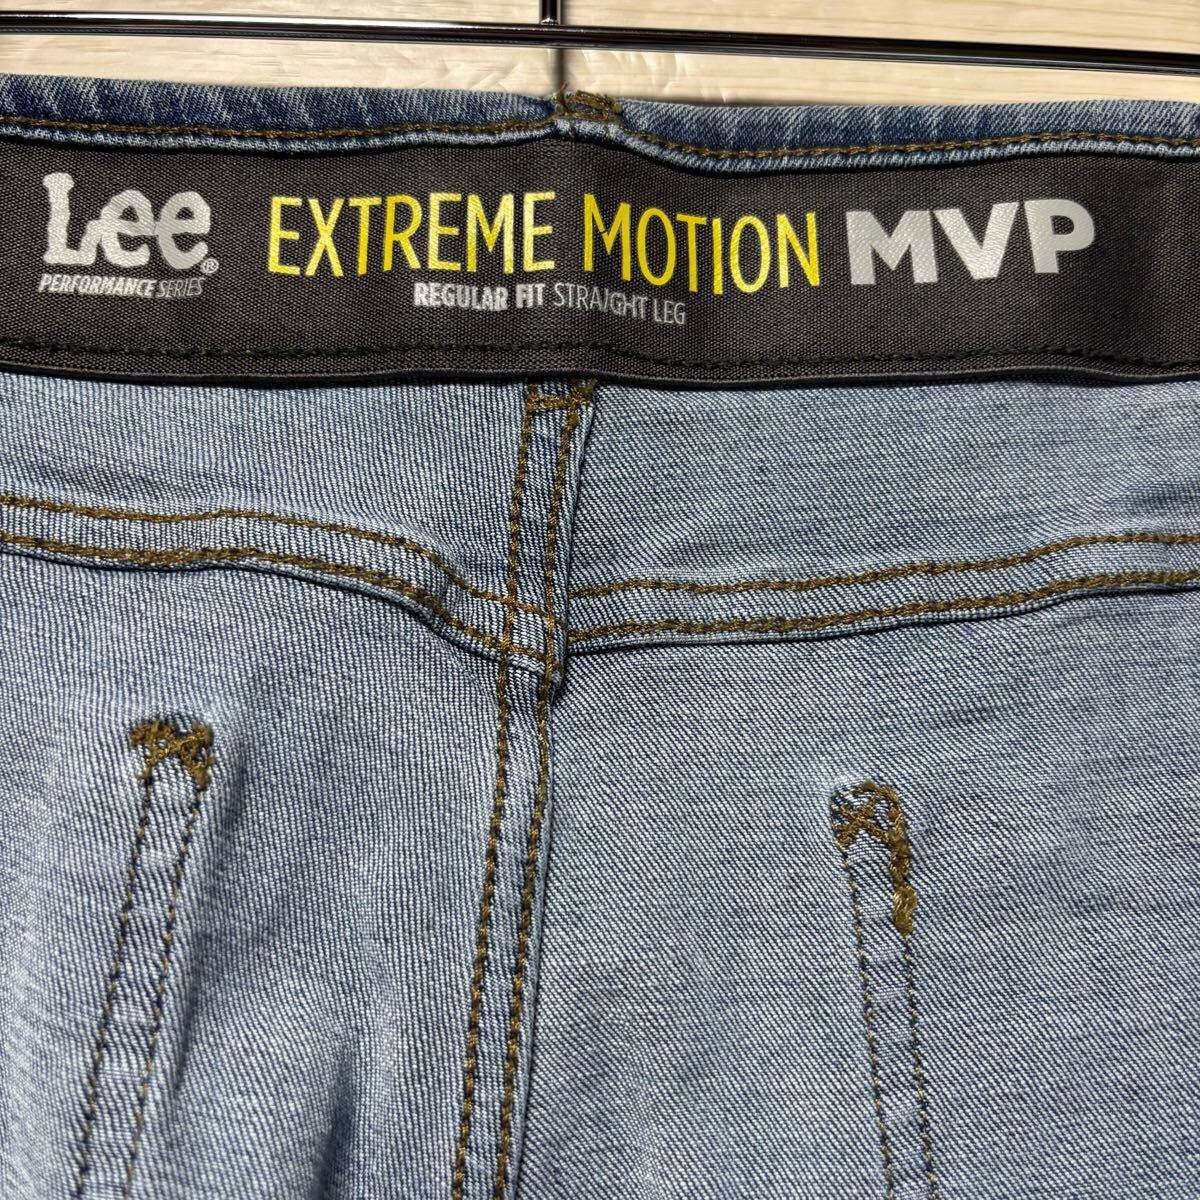 Lee® EXTREME MOTION MVP
PERFORMANCE SERIES
REGULAR FIT STRAIGHT LEG